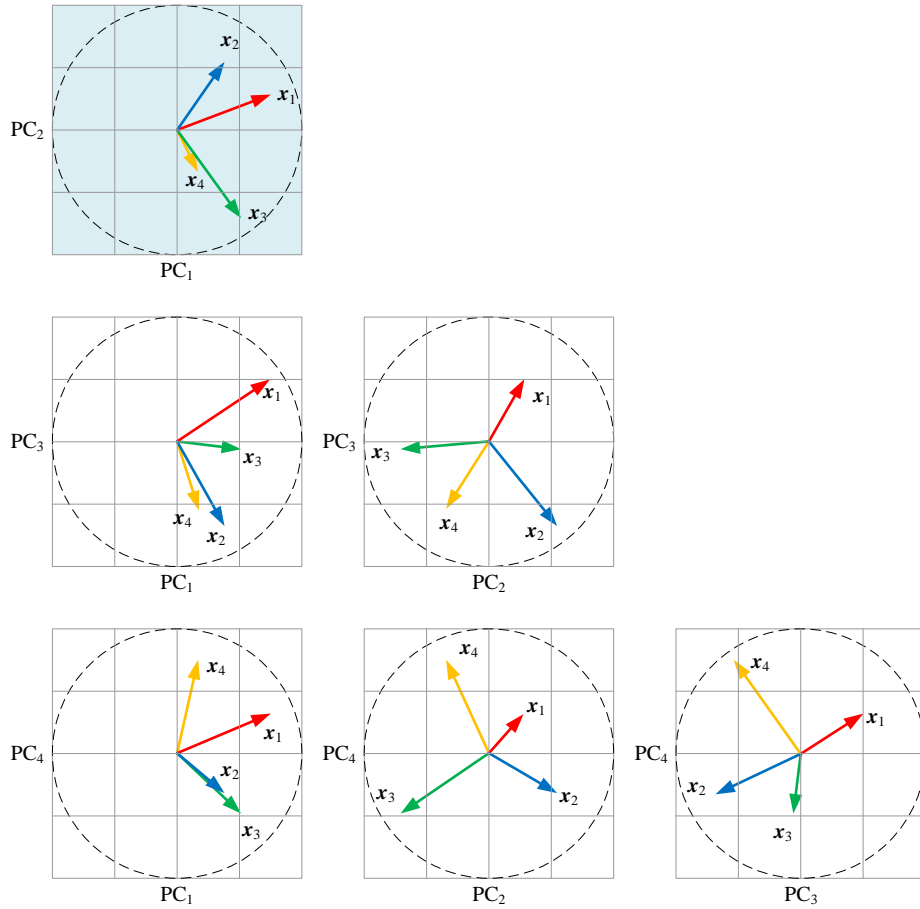 x₂
x₁
PC₂
x₄
x₃
PC₁
x₁
x₁
PC₃
x₃
PC₃
x₃
x₄
x₂
x₄
x₂
PC₁
PC₂
x₄
x₄
x₄
x₁
x₁
x₁
PC₄
x₂
PC₄
PC₄
x₃
x₂
x₂
x₃
x₃
PC₁
PC₂
PC₃